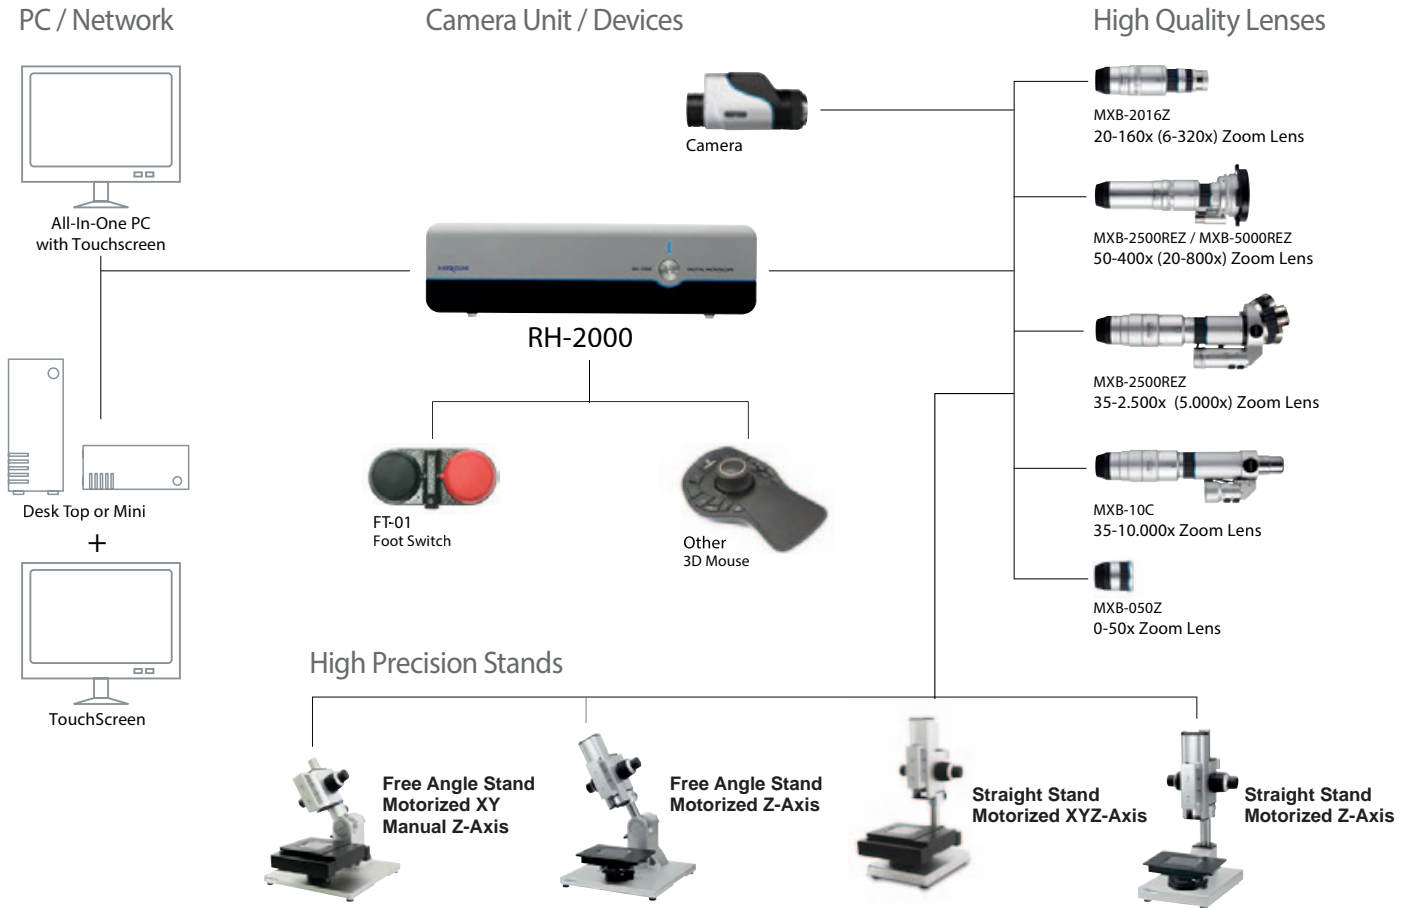 PC / Network
Camera Unit / Devices
High Quality Lenses
All-In-One PC
with Touchscreen
Desk Top or Mini
+
TouchScreen
Camera
RH-2000
FT-01
Foot Switch
Other
3D Mouse
MXB-2016Z
20-160x (6-320x) Zoom Lens
MXB-2500REZ / MXB-5000REZ
50-400x (20-800x) Zoom Lens
MXB-2500REZ
35-2.500x (5.000x) Zoom Lens
MXB-10C
35-10.000x Zoom Lens
MXB-050Z
0-50x Zoom Lens
High Precision Stands
Free Angle Stand
Motorized XY
Manual Z-Axis
Free Angle Stand
Motorized Z-Axis
Straight Stand
Motorized XYZ-Axis
Straight Stand
Motorized Z-Axis